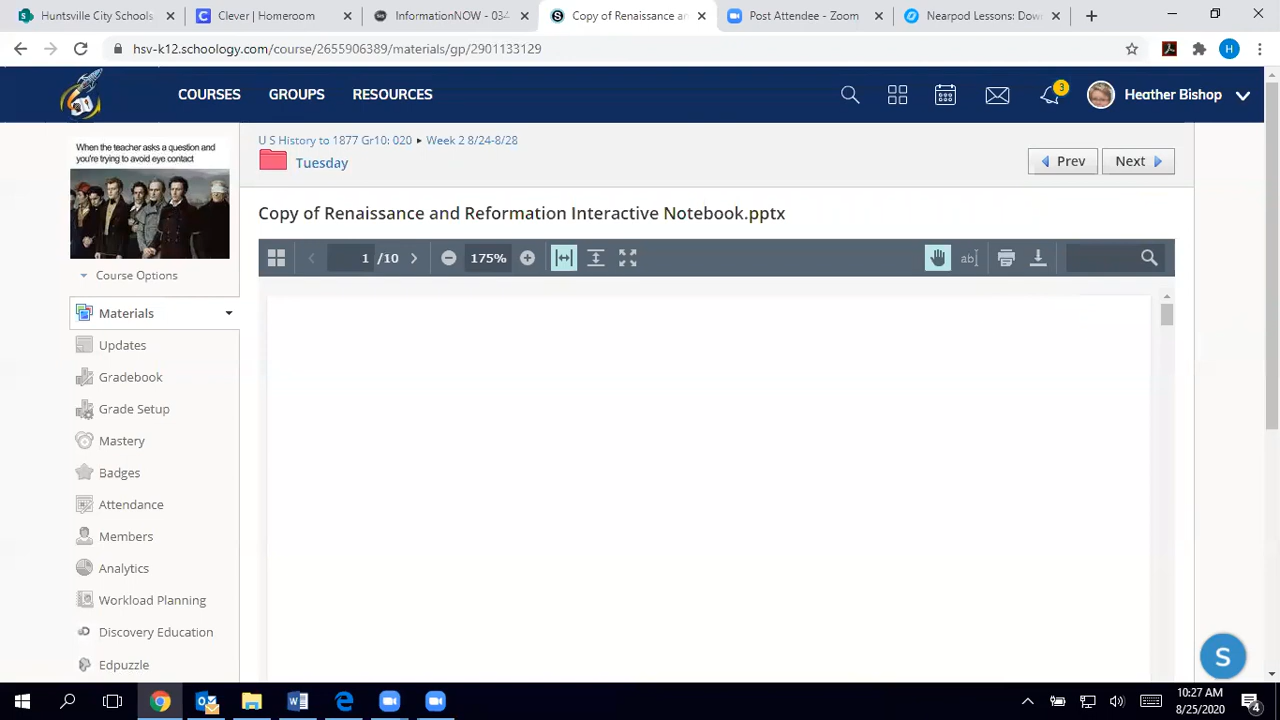 Huntsville City Schools
Clever | Homeroom
InformationNOW - 034
Copy of Renaissance an
Post Attendee - Zoom
Nearpod Lessons: Dow
hsv-k12.schoology.com/course/2655906389/materials/gp/2901133129
H
COURSES
GROUPS
RESOURCES
3
Heather Bishop
When the teacher asks a question and
you're trying to avoid eye contact
U S History to 1877 Gr10: 020
Week 2 8/24-8/28
Tuesday
Prev
Next
Copy of Renaissance and Reformation Interactive Notebook.pptx
1 /10
175%
ab
Course Options
Materials
Updates
Gradebook
Grade Setup
Mastery
Badges
Attendance
Members
Analytics
Workload Planning
Discovery Education
Edpuzzle
S
10:27 AM
8/25/2020
4